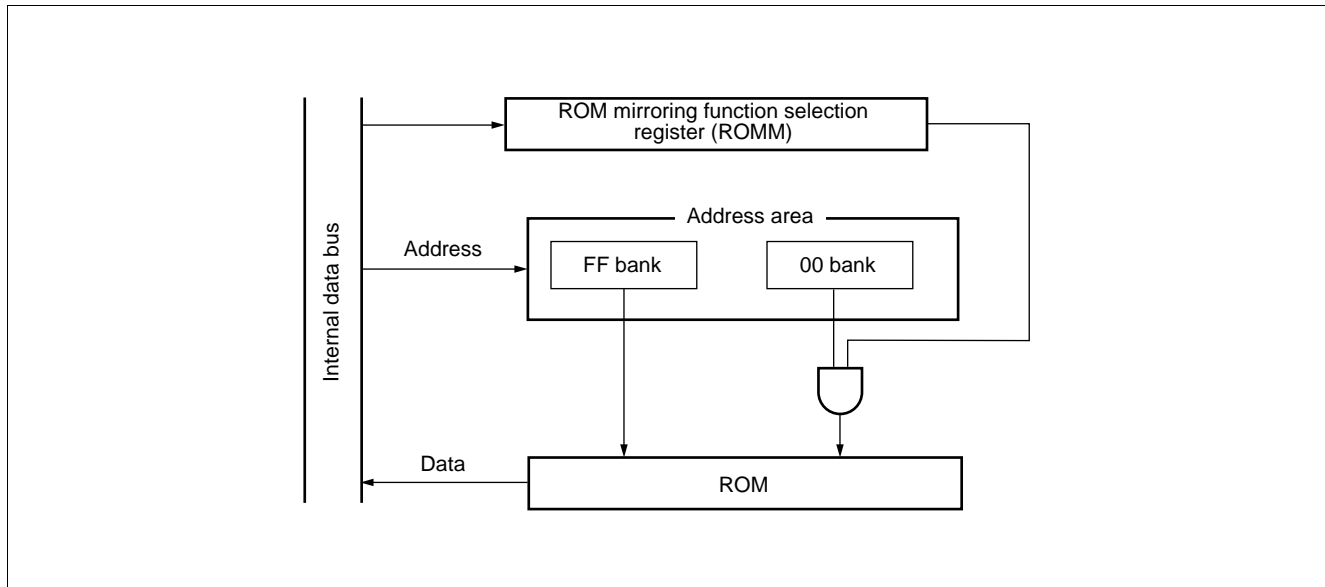 ROM mirroring function selection
register (ROMM)
Address area
Internal data bus
Address
FF bank
00 bank
Data
ROM